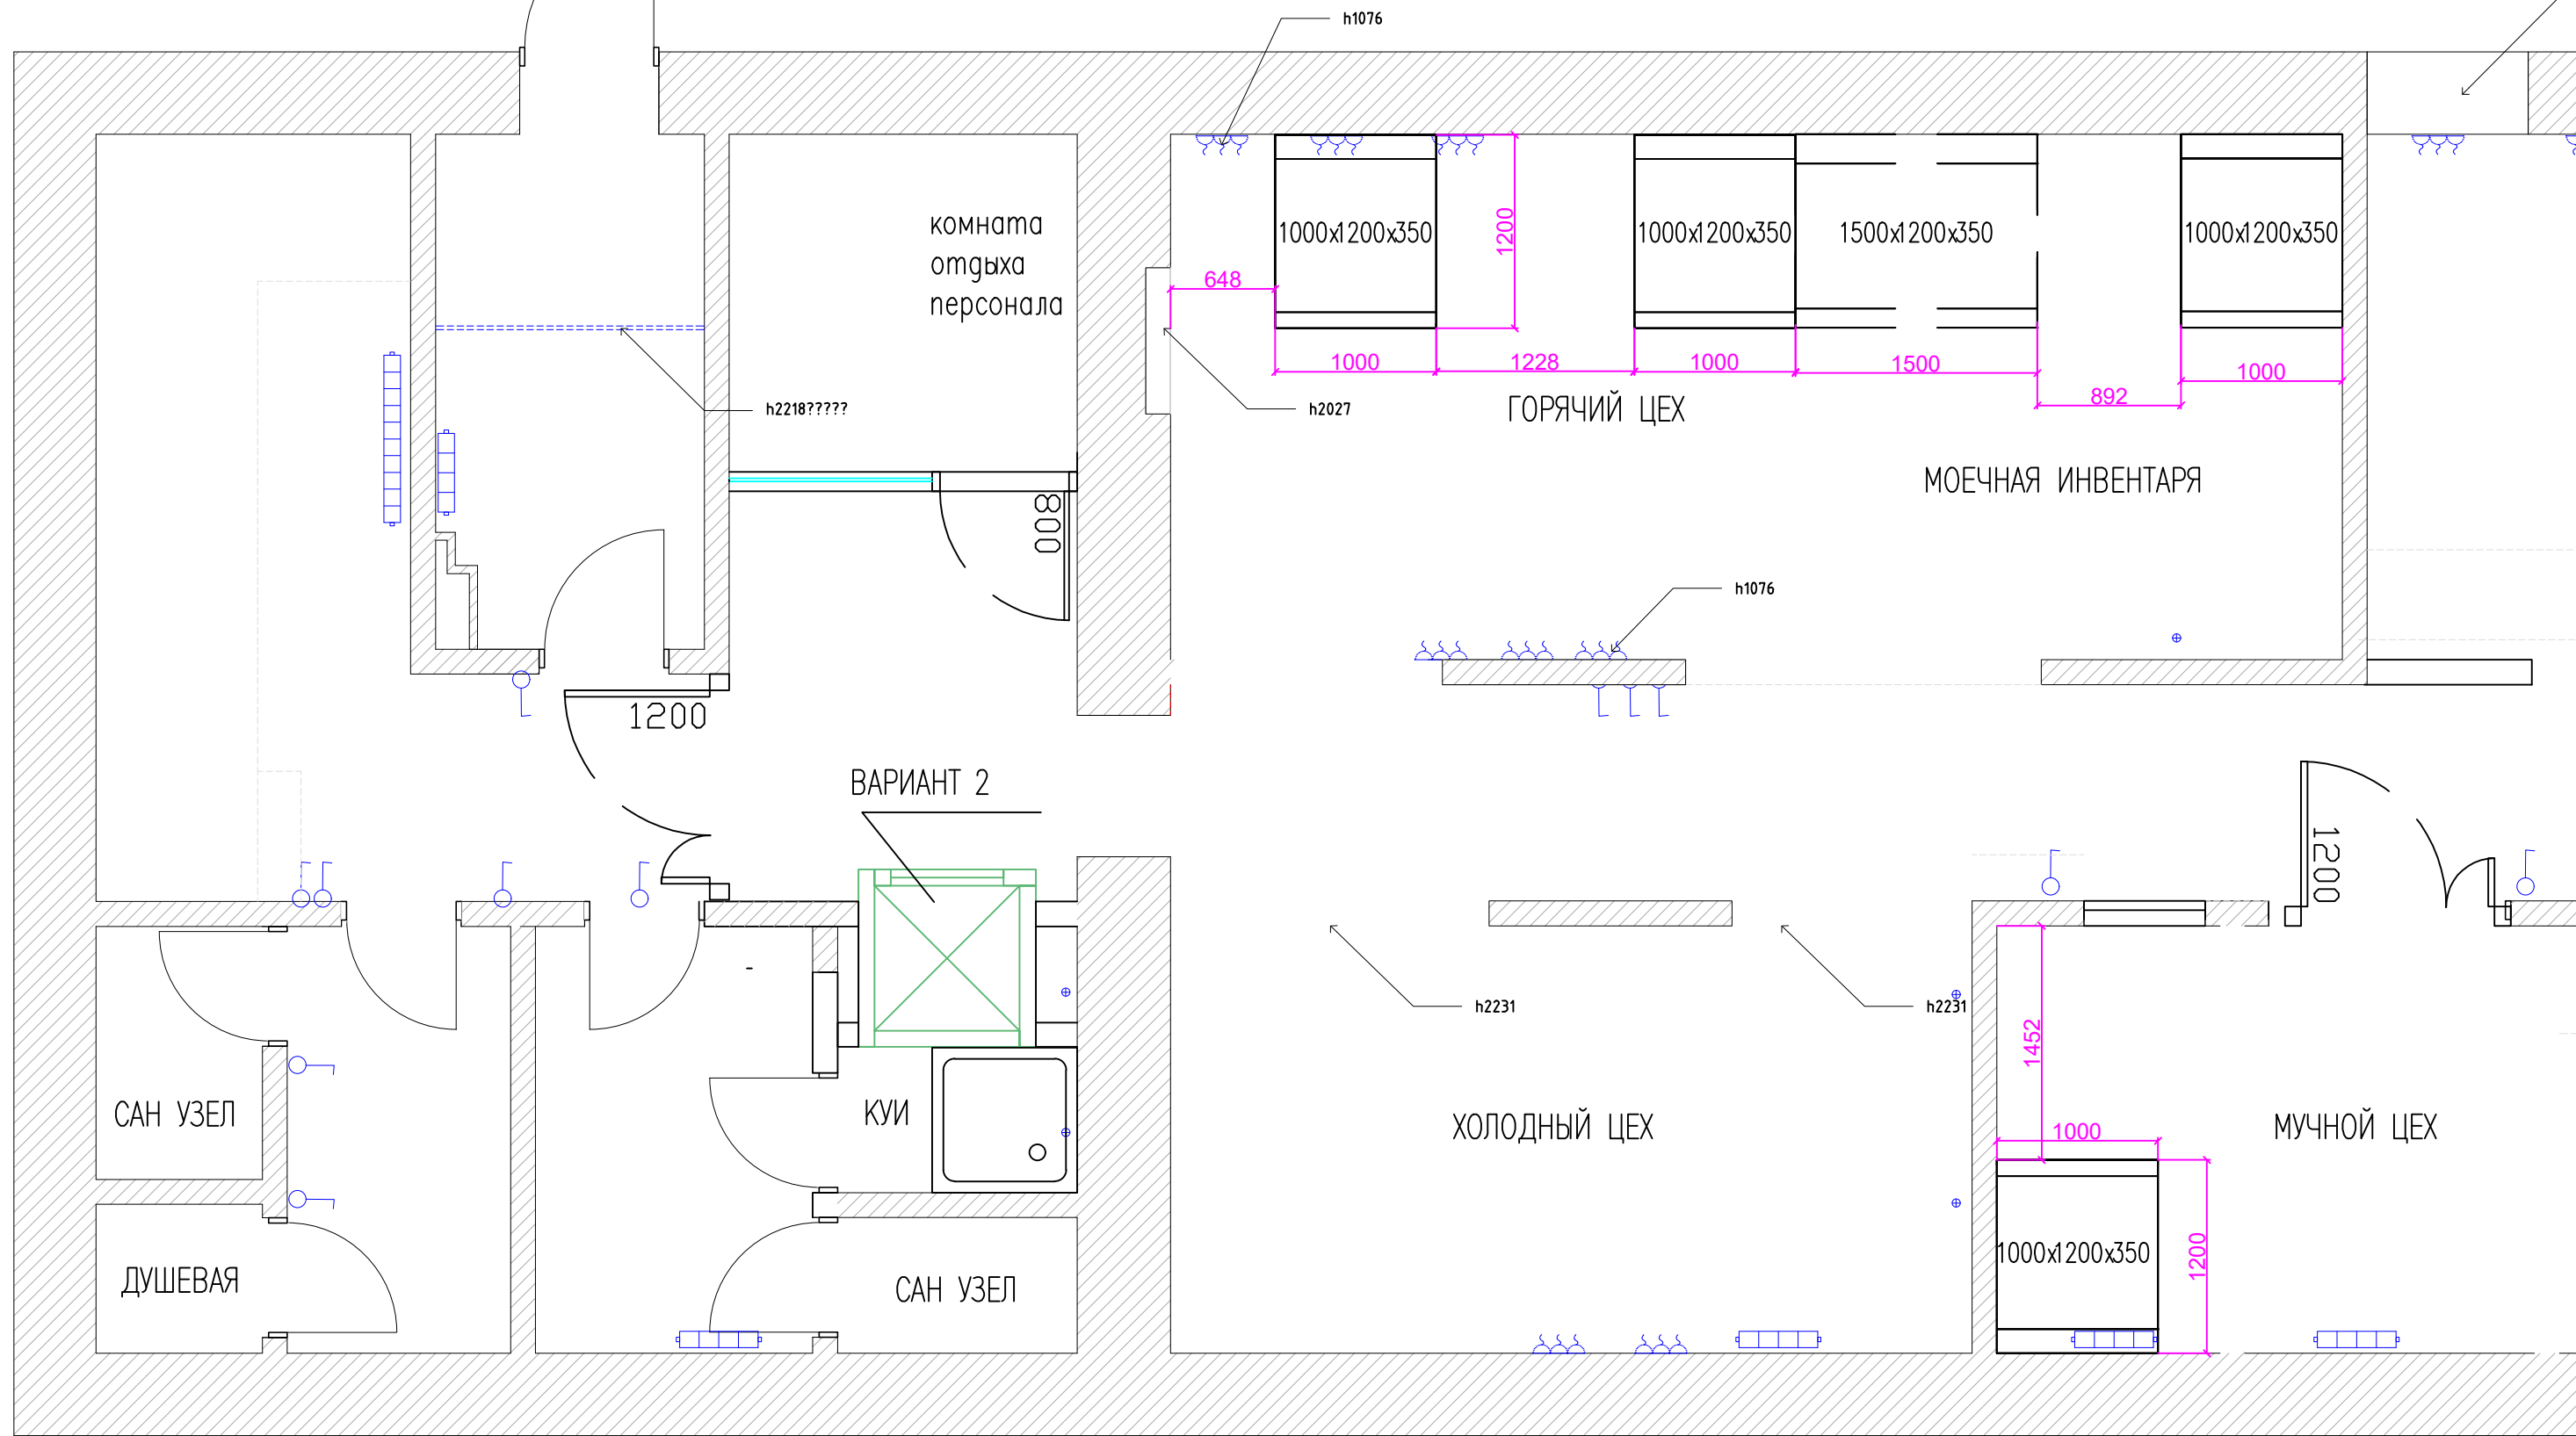 h1076
комната
отдыха
персонала
1000x1200x350
1200
1000x1200x350
1500x1200x350
1000x1200x350
648
1000
1228
1000
1500
892
1000
h2218?????
h2027
ГОРЯЧИЙ ЦЕХ
МОЕЧНАЯ ИНВЕНТАРЯ
800
h1076
1200
ВАРИАНТ 2
1200
h2231
h2231
1452
САН УЗЕЛ
КУИ
ХОЛОДНЫЙ ЦЕХ
1000
МУЧНОЙ ЦЕХ
ДУШЕВАЯ
САН УЗЕЛ
1000x1200x350
1200